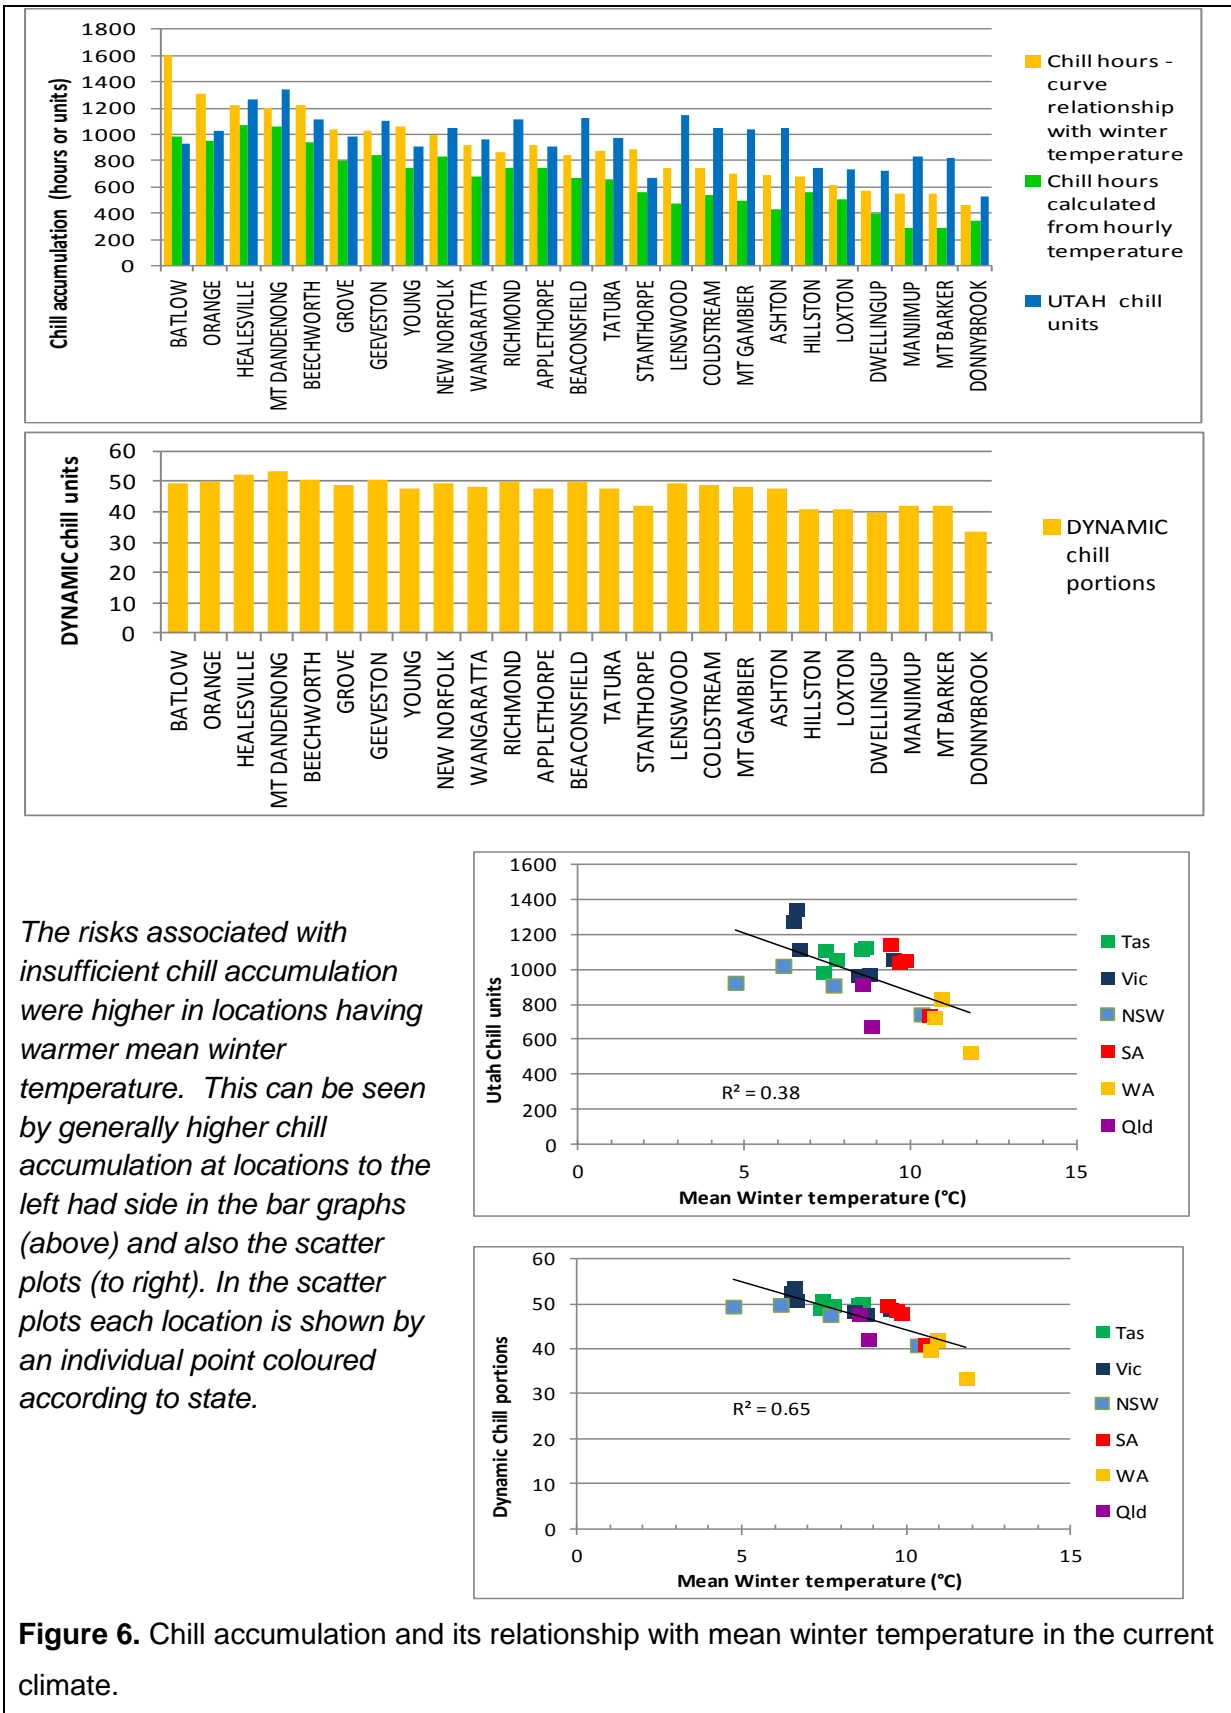 1800
1600
1400
1200
1000
800
600
400
200
0
Chill accumulation (hours or units)
BATLOW
ORANGE
HEALESVILLE
MT DANDENONG
BEECHWORTH
GROVE
GEEVESTON
YOUNG
NEW NORFOLK
WANGARATTA
RICHMOND
APPLETHORPE
BEACONSFIELD
TATURA
STANTHORPE
LENSWOOD
COLDSTREAM
MT GAMBIER
ASHTON
HILLSTON
LOXTON
DWELLINGUP
MANJIMUP
MT BARKER
DONNYBROOK
Chill hours -
curve
relationship
with winter
temperature
Chill hours
calculated
from hourly
temperature
UTAH chill
units
60
50
40
30
20
10
0
DYNAMIC chill units
BATLOW
ORANGE
HEALESVILLE
MT DANDENONG
BEECHWORTH
GROVE
GEEVESTON
YOUNG
NEW NORFOLK
WANGARATTA
RICHMOND
APPLETHORPE
BEACONSFIELD
TATURA
STANTHORPE
LENSWOOD
COLDSTREAM
MT GAMBIER
ASHTON
HILLSTON
LOXTON
DWELLINGUP
MANJIMUP
MT BARKER
DONNYBROOK
DYNAMIC
chill
portions
The risks associated with
insufficient chill accumulation
were higher in locations having
warmer mean winter
temperature. This can be seen
by generally higher chill
accumulation at locations to the
left had side in the bar graphs
(above) and also the scatter
plots (to right). In the scatter
plots each location is shown by
an individual point coloured
according to state.
1600
1400
1200
1000
800
600
400
200
0
Utah Chill units
R² = 0.38
0 5 10 15
Mean Winter temperature (°C)
Tas
Vic
NSW
SA
WA
Qld
60
50
40
30
20
10
0
Dynamic Chill portions
R² = 0.65
0 5 10 15
Mean Winter temperature (°C)
Tas
Vic
NSW
SA
WA
Qld
Figure 6. Chill accumulation and its relationship with mean winter temperature in the current
climate.